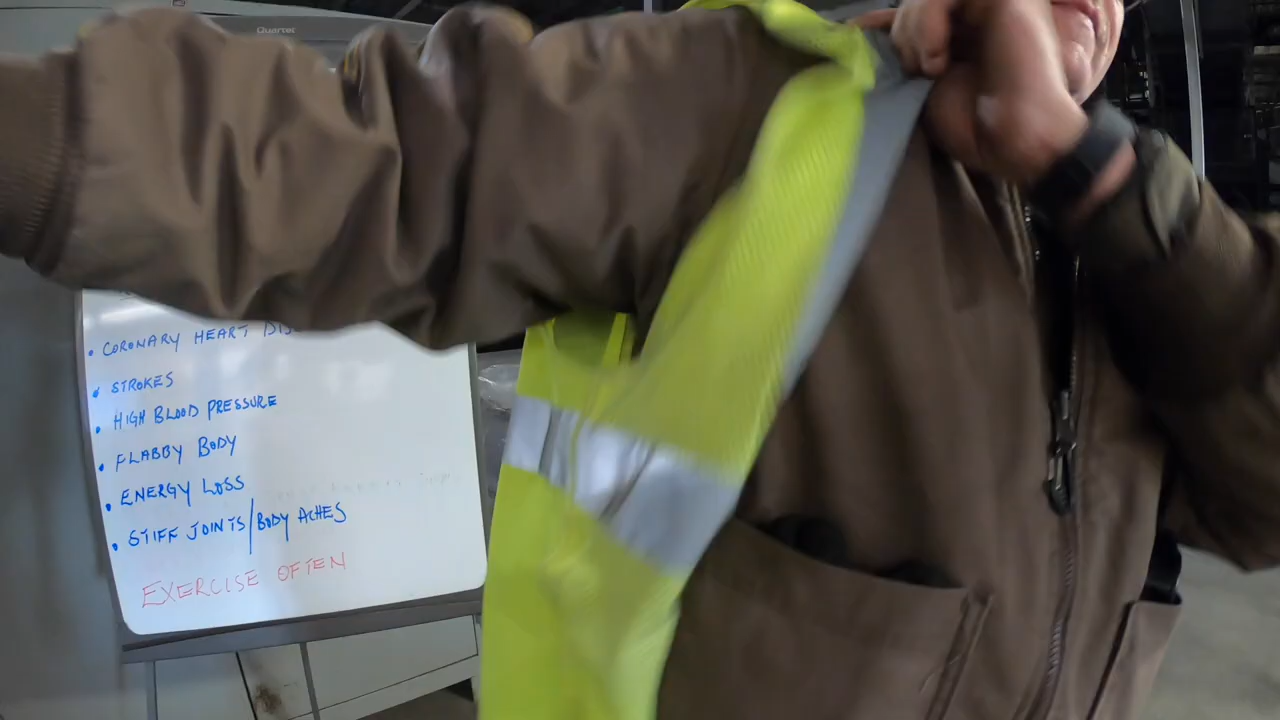 Quartet
• CORONARY HEART
• STROKES
• HIGH BLOOD PRESSURE
• FLABBY BODY
• ENERGY LOSS
• STIFF JOINTS/BODY ACHES
EXERCISE OFTEN